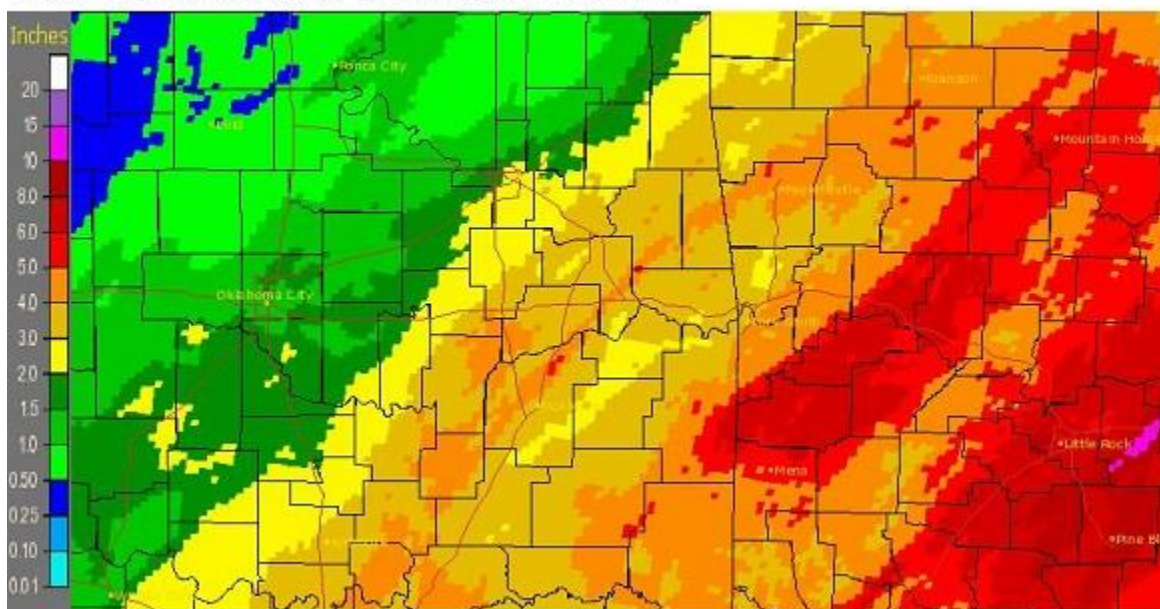 Inches
20
15
10
8.0
6.0
5.0
4.0
3.0
2.0
1.5
1.0
0.50
0.25
0.10
0.01
Ponca City
Enid
Branson
Mountain Home
Fayetteville
Oklahoma City
Little Rock
Mena
Pine Bl